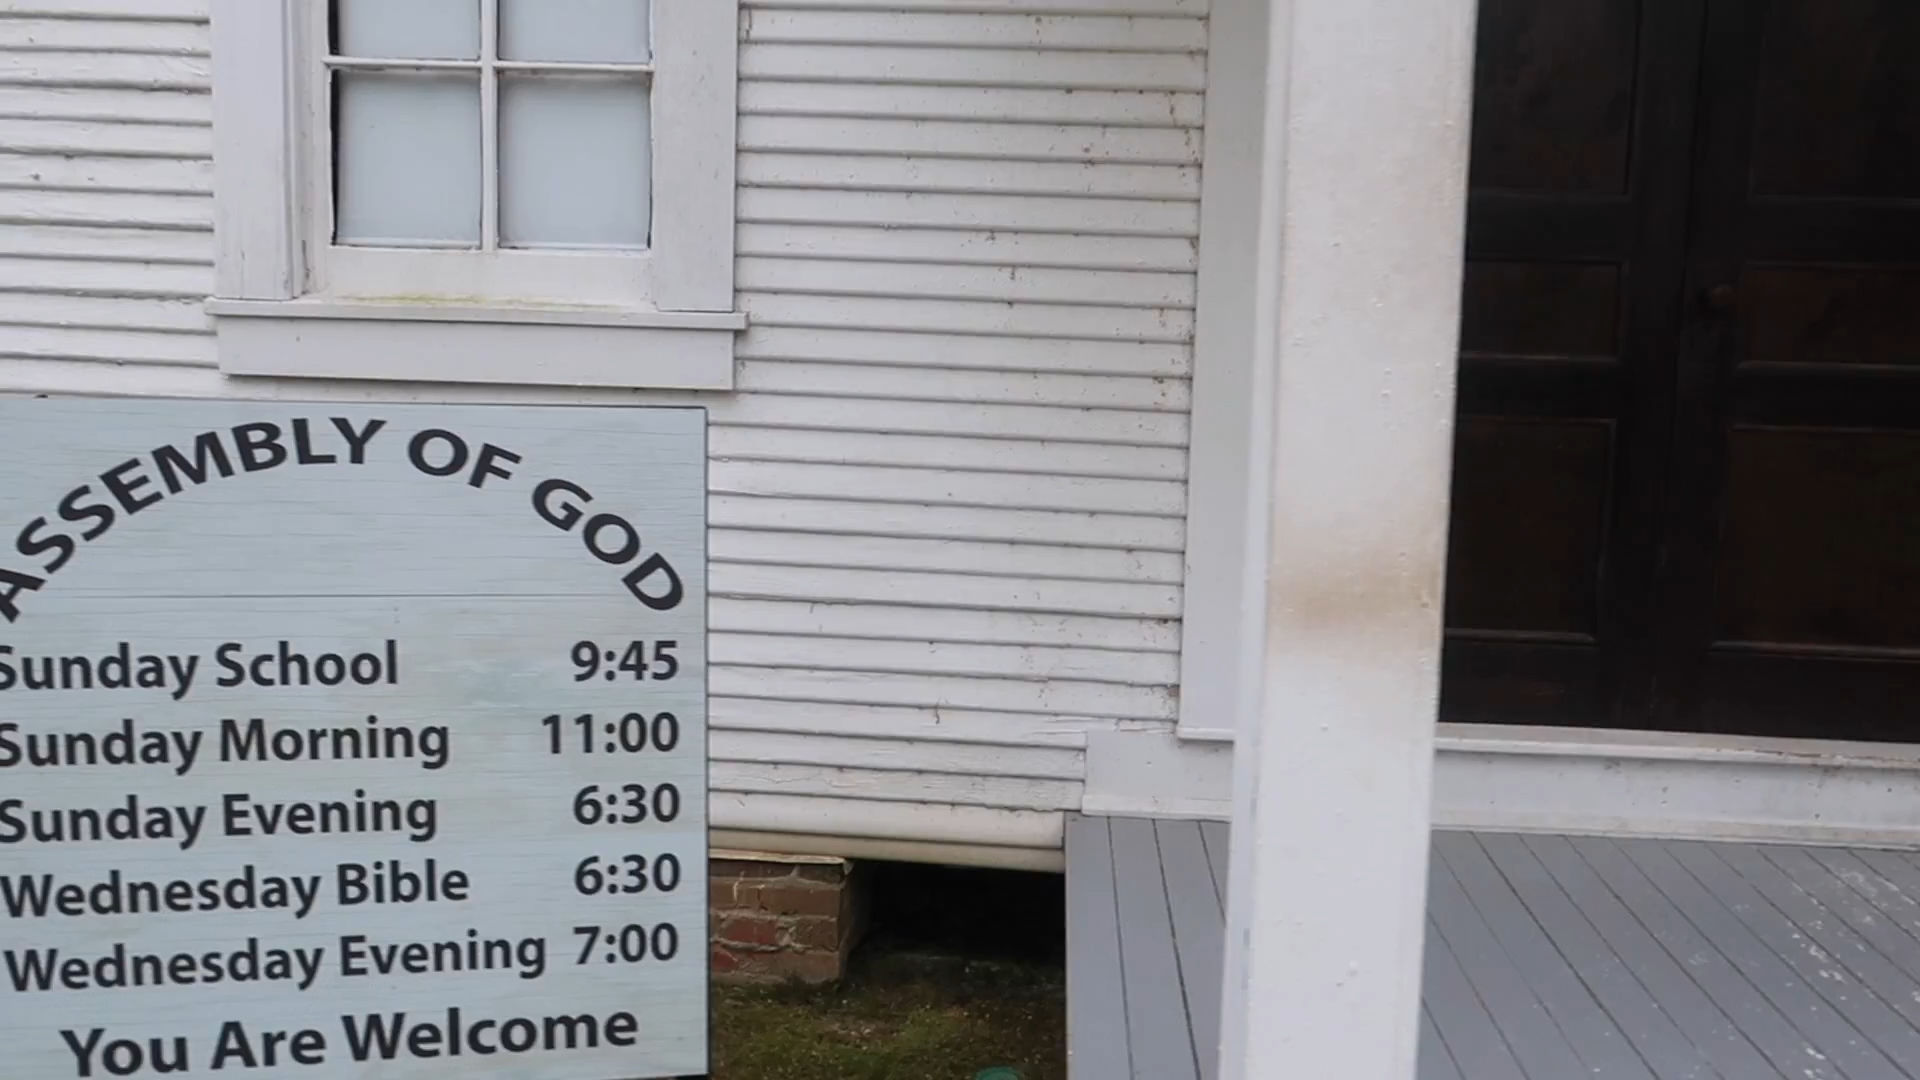 ASSEMBLY OF GOD
Sunday School 9:45
Sunday Morning 11:00
Sunday Evening 6:30
Wednesday Bible 6:30
Wednesday Evening 7:00
You Are Welcome